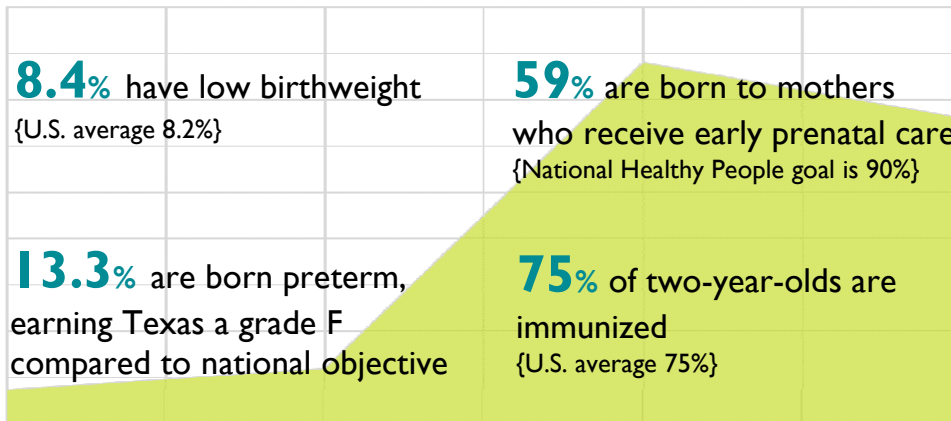 8.4% have low birthweight
{U.S. average 8.2%}
59% are born to mothers
who receive early prenatal care
{National Healthy People goal is 90%}
13.3% are born preterm,
earning Texas a grade F
compared to national objective
75% of two-year-olds are
immunized
{U.S. average 75%}